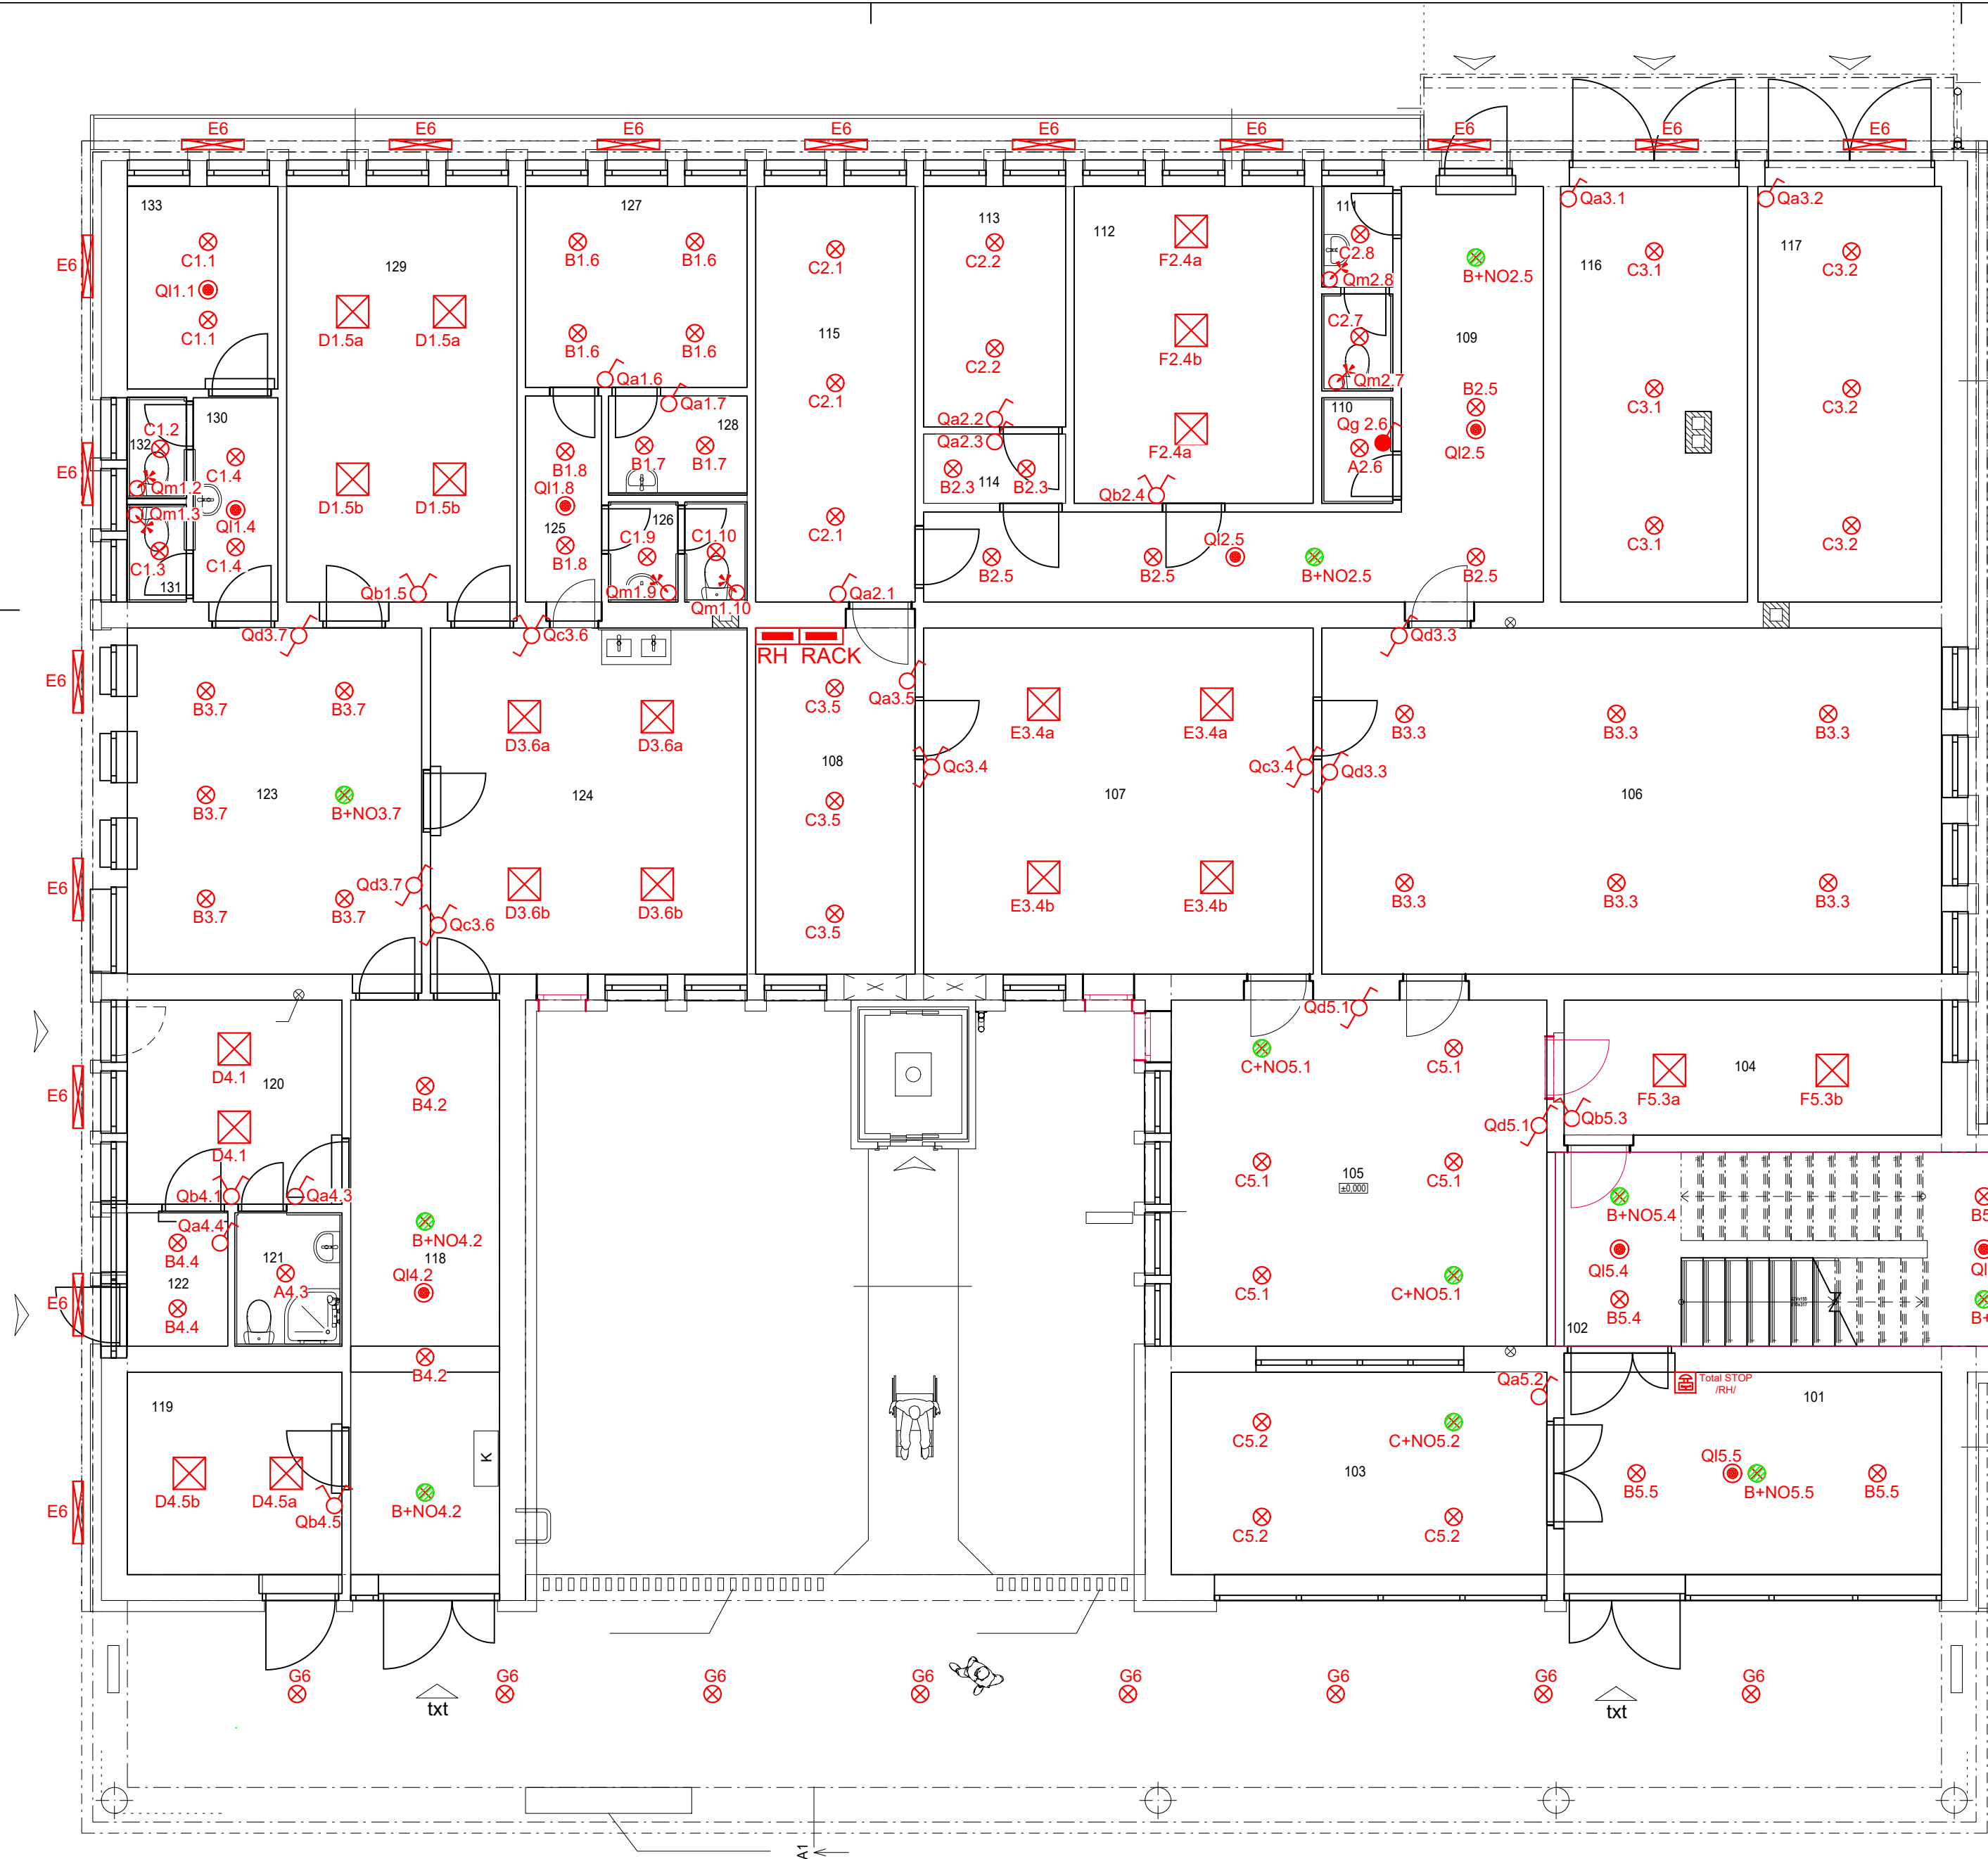 E6 E6 E6 E6 E6 E6 E6 E6 E6
133 127 113 112 111 Qa3.1 Qa3.2
C1.1 B1.6 B1.6 C2.1 C2.2 F2.4a C2.8 B+NO2.5 116 117 C3.1 C3.2
E6 129 Qm2.8
Ql1.1
C1.1 D1.5a D1.5a B1.6 B1.6 115 C2.2 F2.4b C2.7 109
Qa1.6 Qm2.7
Qa1.7 C2.1 B2.5 C3.1 C3.2
130 128 Qa2.2 110
C1.2 132 Qg 2.6
Qa2.3 F2.4a
E6 C1.4 B1.8 B1.7 B1.7 B2.3 B2.3 A2.6 Ql2.5
Qm1.2 Ql1.8 114 Qb2.4
Qm1.3 Ql1.4 D1.5b D1.5b 125 126 C2.1 C3.1 C3.2
C1.3 C1.4 B1.8 C1.9 C1.10 B2.5 B2.5 Ql2.5 B+NO2.5 B2.5
131 Qb1.5 Qm1.9 Qm1.10 Qa2.1
Qd3.7 Qc3.6 Qd3.3
RH RACK
E6 B3.7 B3.7 C3.5 Qa3.5
D3.6a D3.6a E3.4a E3.4a B3.3 B3.3 B3.3
108 Qc3.4 Qc3.4 Qd3.3
123 124 107 106
B3.7 B+NO3.7 C3.5
E6 Qd3.7
B3.7 B3.7 D3.6b D3.6b C3.5 E3.4b E3.4b B3.3 B3.3 B3.3
Qc3.6
Qd5.1
D4.1 C+NO5.1 C5.1 104
E6 120 B4.2 F5.3a F5.3b
D4.1 Qd5.1 Qb5.3
Qb4.1 Qa4.3 C5.1 105 C5.1
±0,000
Qa4.4 B+NO4.2 B+NO5.4
B4.4 121 118
122 A4.3 Ql4.2 C5.1 C+NO5.1 Ql5.4
E6 B4.4 B5.4
102
B4.2 Total STOP
/RH/
119 Qa5.2 101
C5.2 C+NO5.2
K 103 Ql5.5
D4.5b D4.5a B5.5 B+NO5.5 B5.5
E6 Qb4.5 B+NO4.2 C5.2 C5.2
G6 G6 G6 G6 G6 G6 G6 G6
txt txt
A1